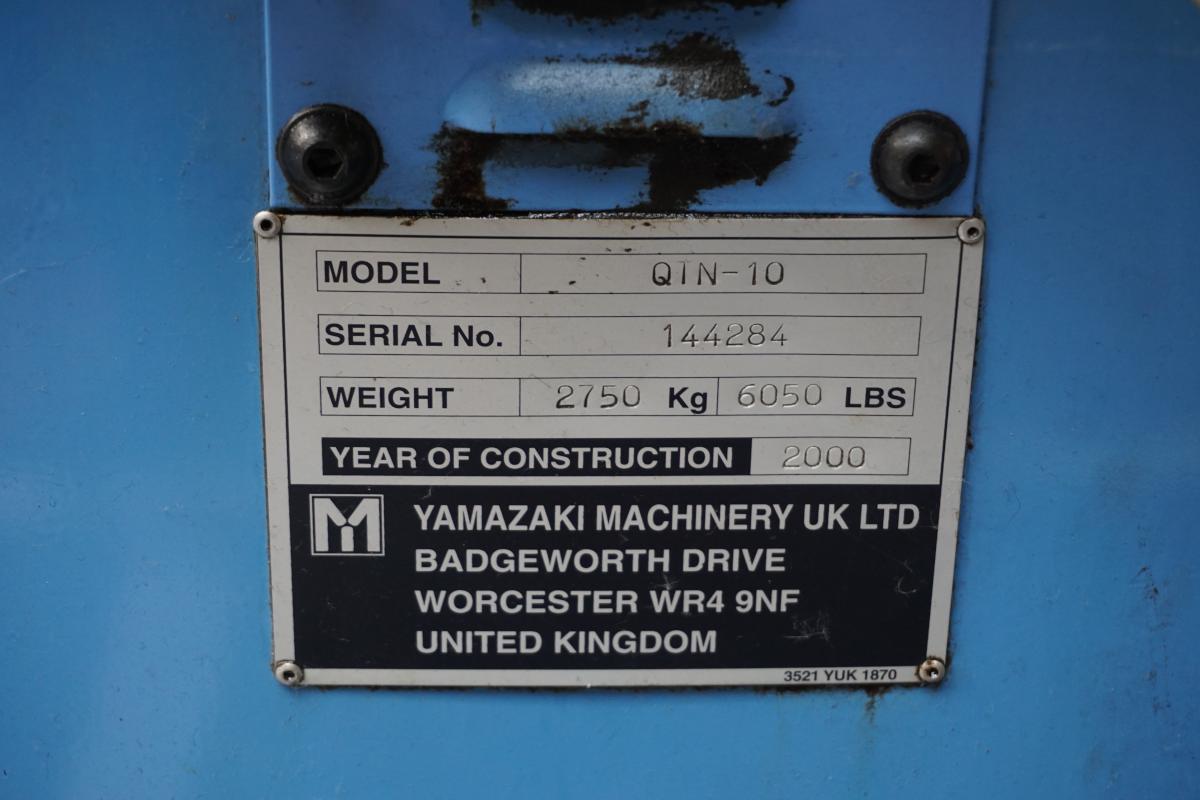 MODEL QTN-10
SERIAL No. 144284
WEIGHT 2750 Kg 6050 LBS
YEAR OF CONSTRUCTION 2000
YAMAZAKI MACHINERY UK LTD
BADGEWORTH DRIVE
WORCESTER WR4 9NF
UNITED KINGDOM
3521 YUK 1870